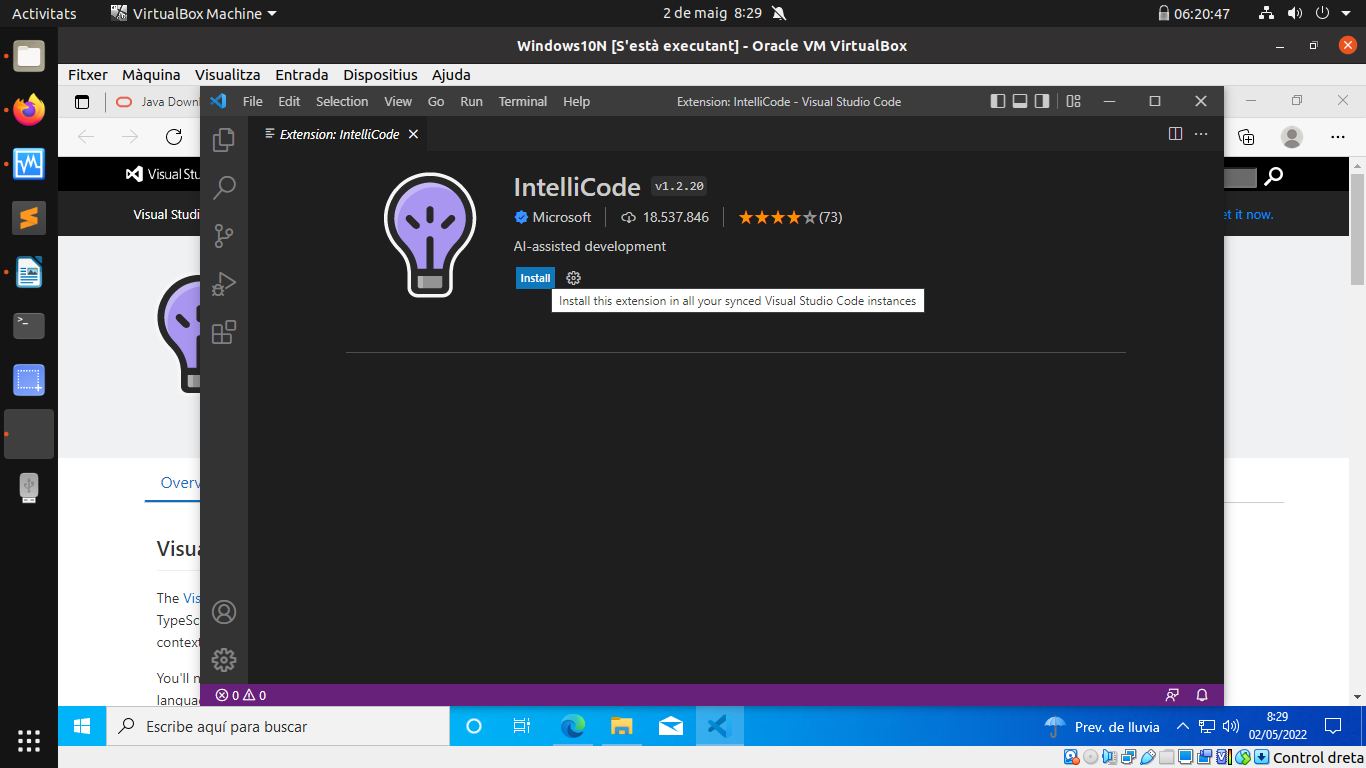 Activitats VirtualBox Machine 2 de maig 8:29 06:20:47
Windows10N [S'està executant] - Oracle VM VirtualBox
Fitxer Màquina Visualitza Entrada Dispositius Ajuda
Java Down
File Edit Selection View Go Run Terminal Help Extension: IntelliCode - Visual Studio Code
Extension: IntelliCode
Visual Stu
Visual Studi
et it now.
IntelliCode v1.2.20
Microsoft 18.537.846 (73)
AI-assisted development
Install
Install this extension in all your synced Visual Studio Code instances
Overv
Visua
The Vis
TypeSc
context
You'll n
languag
0 0
Escribe aquí para buscar
Prev. de lluvia
8:29
02/05/2022
Control dreta